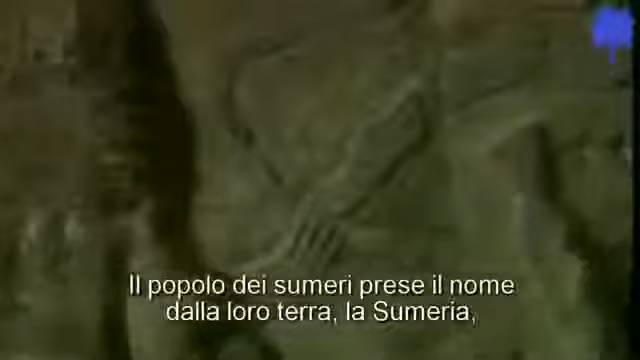 Il popolo dei sumeri prese il nome
dalla loro terra, la Sumeria,